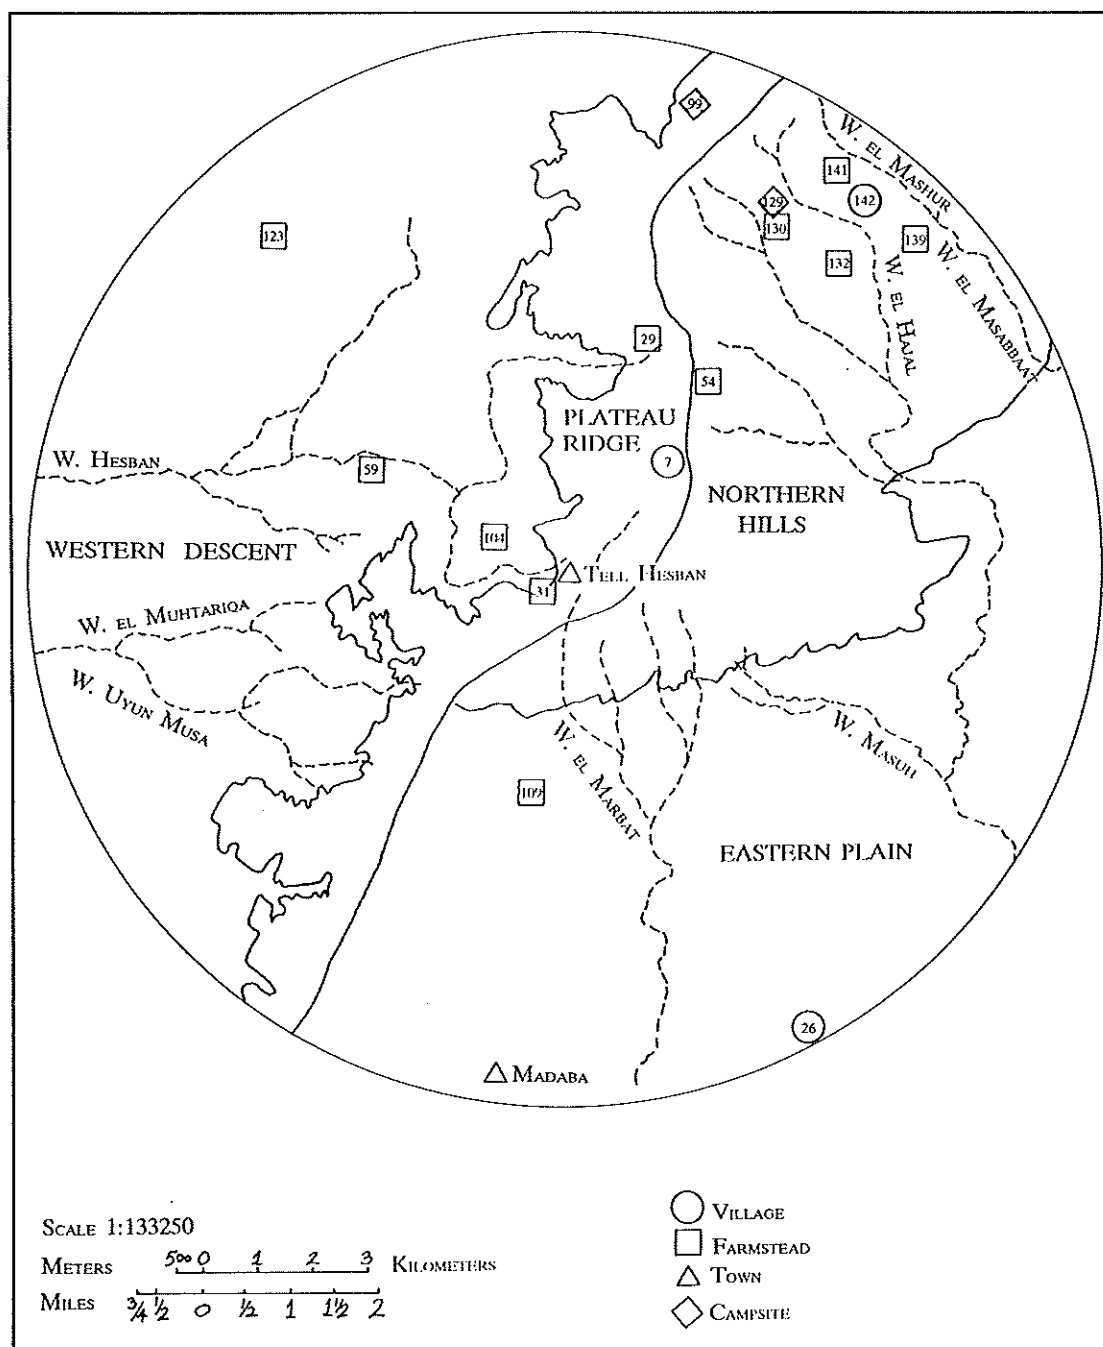 99
W. EL MASHUR
141
142
129
130
139
123
132
W. EL HAJAL
W. EL MASABBAAT
29
54
PLATEAU
RIDGE
7
W. HESBAN
59
NORTHERN
HILLS
104
WESTERN DESCENT
TELL HESBAN
31
W. EL MUHTARIQA
W. UYUN MUSA
W. EL MARBAT
W. MASUH
109
EASTERN PLAIN
26
MADABA
SCALE 1:133250
METERS 500 0 1 2 3 KILOMETERS
MILES 3/4 1/2 0 1/2 1 1 1/2 2
VILLAGE
FARMSTEAD
TOWN
CAMPSITE